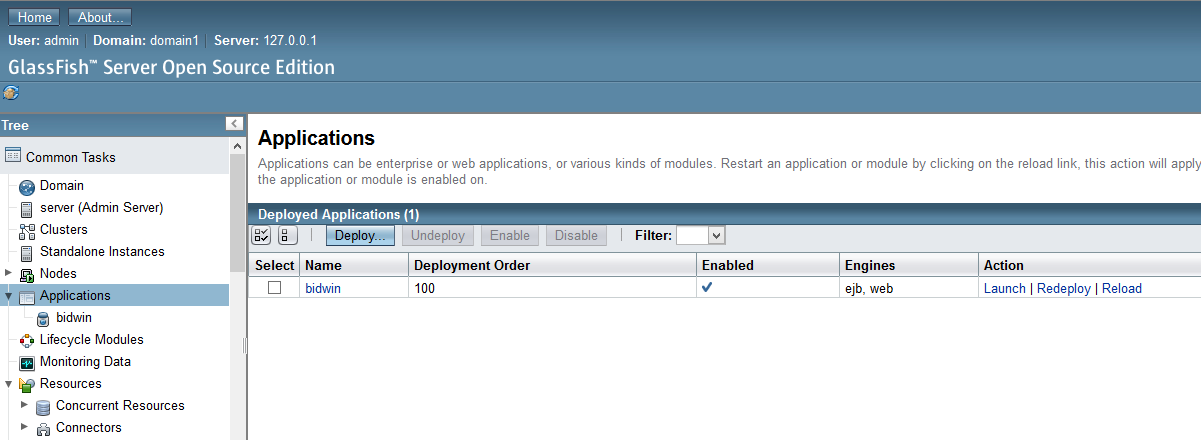 Home About...
User: admin Domain: domain1 Server: 127.0.0.1
GlassFish™ Server Open Source Edition
Tree
Common Tasks
Domain
server (Admin Server)
Clusters
Standalone Instances
Nodes
Applications
bidwin
Lifecycle Modules
Monitoring Data
Resources
Concurrent Resources
Connectors
Applications
Applications can be enterprise or web applications, or various kinds of modules. Restart an application or module by clicking on the reload link, this action will apply
the application or module is enabled on.
Deployed Applications (1)
Deploy... Undeploy Enable Disable Filter:
Select Name Deployment Order Enabled Engines Action
bidwin 100 ejb, web Launch | Redeploy | Reload